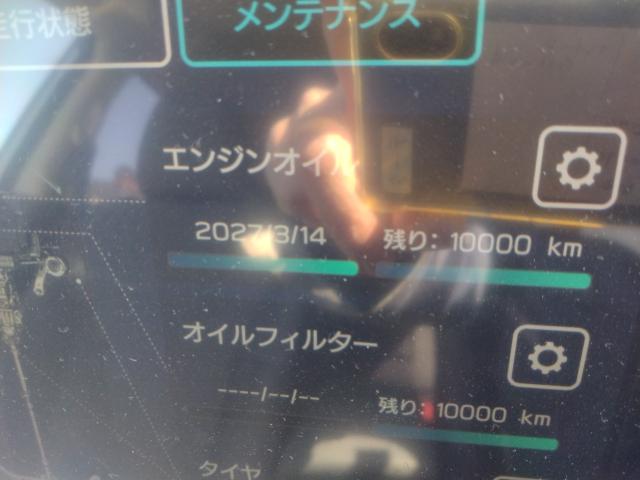 走行状態
メンテナンス
エンジンオイル
2027/3/14 残り: 10000 km
オイルフィルター
----/--/-- 残り: 10000 km
タイヤ